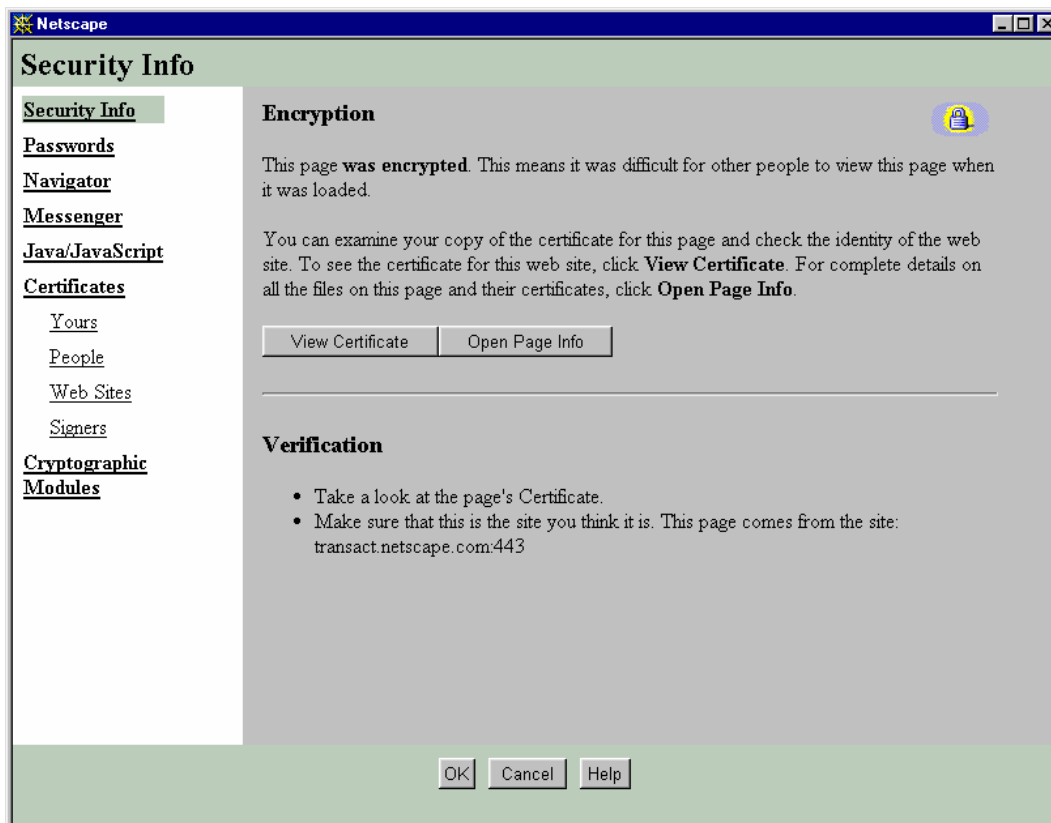 Netscape
Security Info
Security Info
Passwords
Navigator
Messenger
Java/JavaScript
Certificates
Yours
People
Web Sites
Signers
Cryptographic
Modules
Encryption
This page was encrypted. This means it was difficult for other people to view this page when
it was loaded.
You can examine your copy of the certificate for this page and check the identity of the web
site. To see the certificate for this web site, click View Certificate. For complete details on
all the files on this page and their certificates, click Open Page Info.
View Certificate
Open Page Info
Verification
• Take a look at the page's Certificate.
• Make sure that this is the site you think it is. This page comes from the site:
transact.netscape.com:443
OK
Cancel
Help